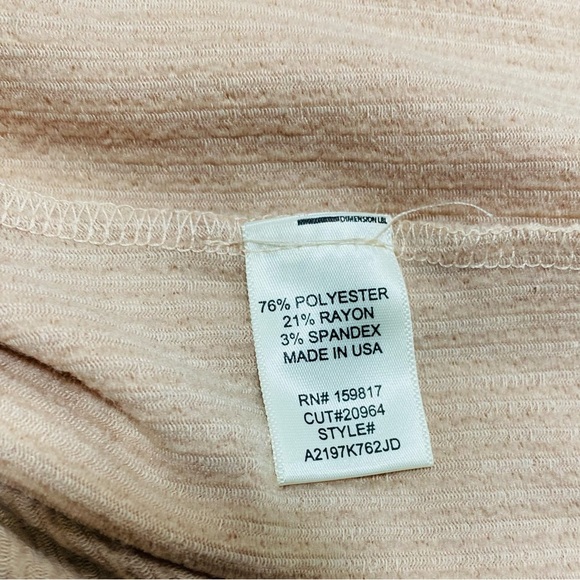 DIMENSION LBL
76% POLYESTER
21% RAYON
3% SPANDEX
MADE IN USA
RN# 159817
CUT#20964
STYLE#
A2197K762JD